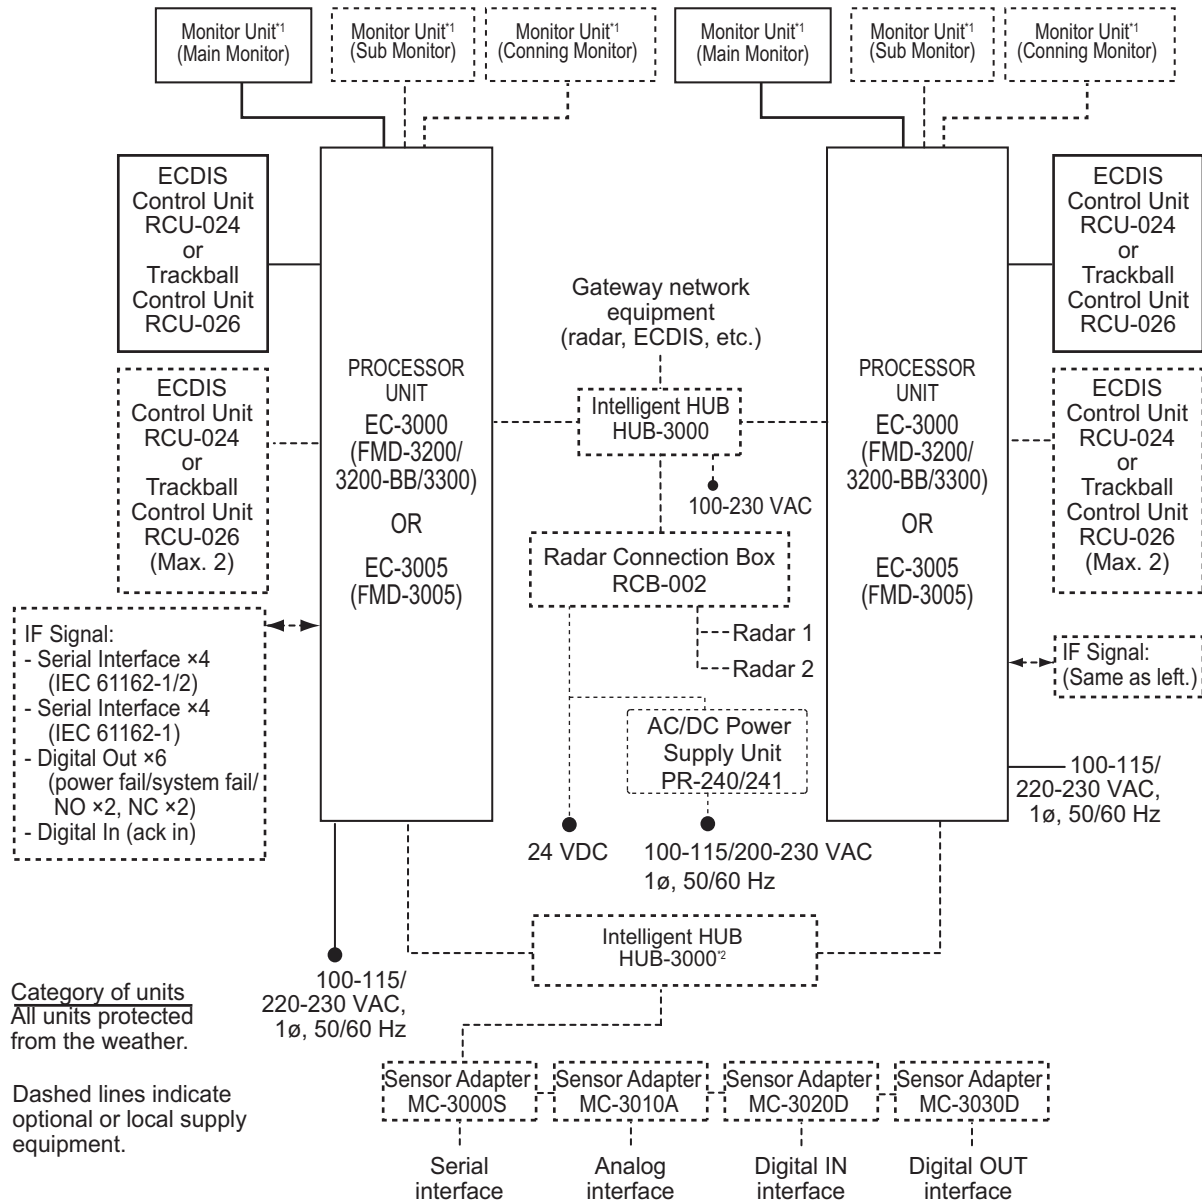 Monitor Unit*1
(Main Monitor)
Monitor Unit*1
(Sub Monitor)
Monitor Unit*1
(Conning Monitor)
Monitor Unit*1
(Main Monitor)
Monitor Unit*1
(Sub Monitor)
Monitor Unit*1
(Conning Monitor)
ECDIS
Control Unit
RCU-024
or
Trackball
Control Unit
RCU-026
ECDIS
Control Unit
RCU-024
or
Trackball
Control Unit
RCU-026
(Max. 2)
IF Signal:
- Serial Interface ×4
(IEC 61162-1/2)
- Serial Interface ×4
(IEC 61162-1)
- Digital Out ×6
(power fail/system fail/
NO ×2, NC ×2)
- Digital In (ack in)
PROCESSOR
UNIT
EC-3000
(FMD-3200/
3200-BB/3300)
OR
EC-3005
(FMD-3005)
Gateway network
equipment
(radar, ECDIS, etc.)
Intelligent HUB
HUB-3000
100-230 VAC
Radar Connection Box
RCB-002
Radar 1
Radar 2
AC/DC Power
Supply Unit
PR-240/241
24 VDC
100-115/200-230 VAC
1ø, 50/60 Hz
PROCESSOR
UNIT
EC-3000
(FMD-3200/
3200-BB/3300)
OR
EC-3005
(FMD-3005)
ECDIS
Control Unit
RCU-024
or
Trackball
Control Unit
RCU-026
ECDIS
Control Unit
RCU-024
or
Trackball
Control Unit
RCU-026
(Max. 2)
IF Signal:
(Same as left.)
100-115/
220-230 VAC,
1ø, 50/60 Hz
Intelligent HUB
HUB-3000*2
100-115/
220-230 VAC,
1ø, 50/60 Hz
Category of units
All units protected
from the weather.
Dashed lines indicate
optional or local supply
equipment.
Sensor Adapter
MC-3000S
Sensor Adapter
MC-3010A
Sensor Adapter
MC-3020D
Sensor Adapter
MC-3030D
Serial
interface
Analog
interface
Digital IN
interface
Digital OUT
interface